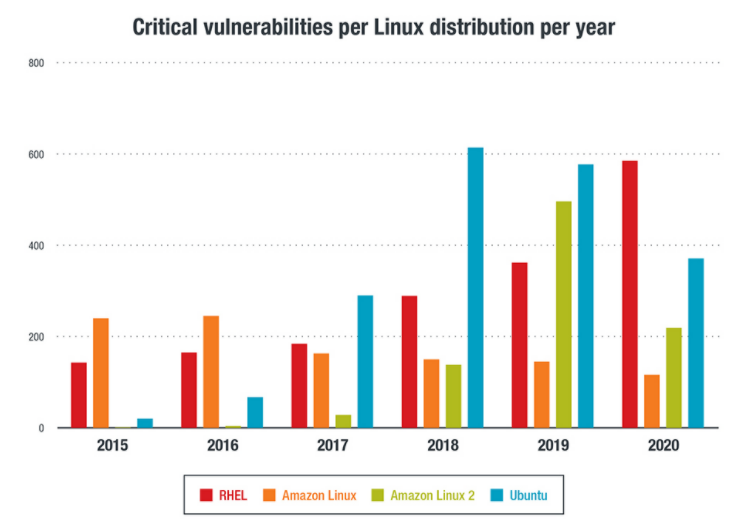 Critical vulnerabilities per Linux distribution per year
800
600
400
200
0
2015 2016 2017 2018 2019 2020
RHEL Amazon Linux Amazon Linux 2 Ubuntu